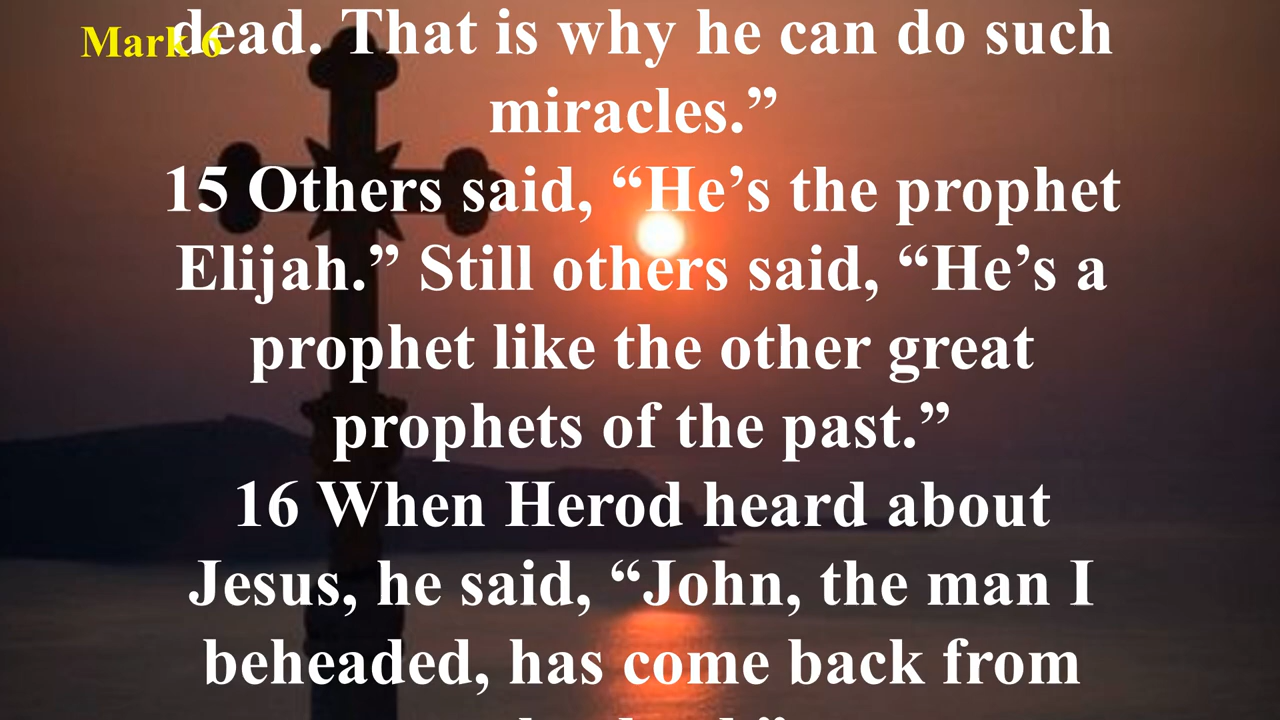 Mark 6
dead. That is why he can do such
miracles.”
15 Others said, “He’s the prophet
Elijah.” Still others said, “He’s a
prophet like the other great
prophets of the past.”
16 When Herod heard about
Jesus, he said, “John, the man I
beheaded, has come back from